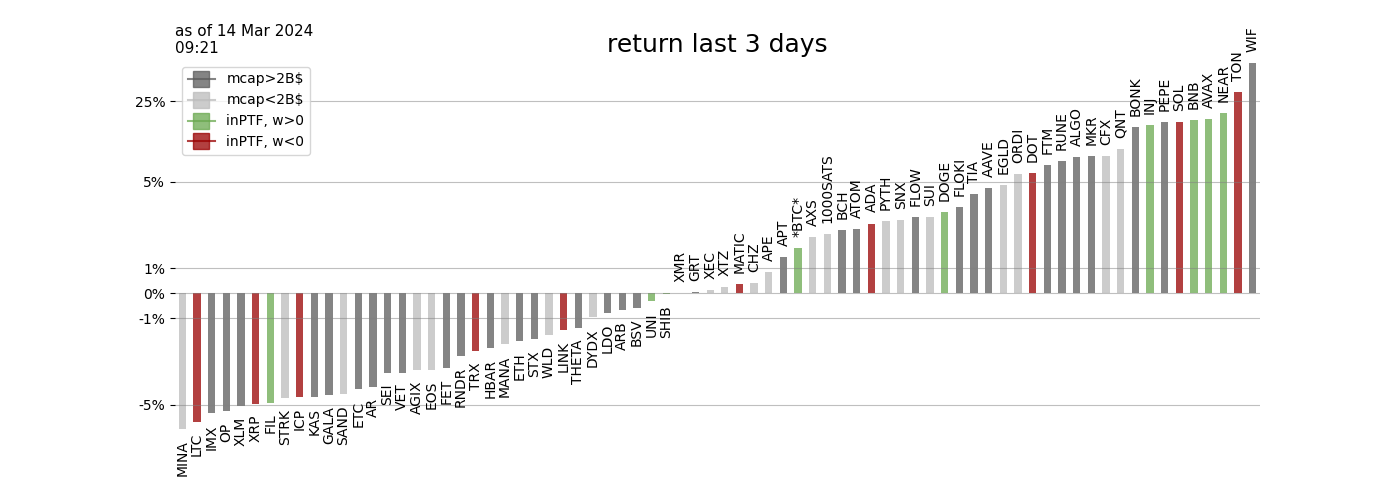 as of 14 Mar 2024
09:21
return last 3 days
mcap>2B$
mcap<2B$
inPTF, w>0
inPTF, w<0
25%
5%
1%
0%
-1%
-5%
MINA
LTC
IMX
OP
XLM
XRP
FIL
STRK
ICP
KAS
GALA
SAND
ETC
AR
SEI
VET
AGIX
EOS
FET
RNDR
TRX
HBAR
MANA
ETH
STX
WLD
LINK
THETA
DYDX
LDO
ARB
BSV
UNI
SHIB
XMR
GRT
XEC
XTZ
MATIC
CHZ
APE
APT
*BTC*
AXS
1000SATS
BCH
ATOM
ADA
PYTH
SNX
FLOW
SUI
DOGE
FLOKI
TIA
AAVE
EGLD
ORDI
DOT
FTM
RUNE
ALGO
MKR
CFX
QNT
BONK
INJ
PEPE
SOL
BNB
AVAX
NEAR
TON
WIF